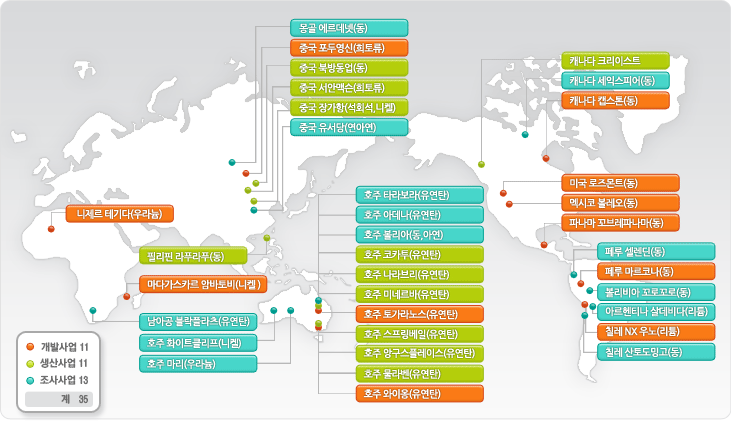 몽골 에르데넷(동)
중국 포두영신(희토류)
중국 북방동업(동)
중국 서안맥슨(희토류)
중국 장가항(석회석,니켈)
중국 유서당(연아연)
캐나다 크리이스트
캐나다 셰익스피어(동)
캐나다 캡스톤(동)
호주 타라보라(유연탄)
호주 아데나(유연탄)
호주 볼리아(동,아연)
호주 코카투(유연탄)
호주 나라브리(유연탄)
호주 미네르바(유연탄)
호주 토가라노스(유연탄)
호주 스프링베일(유연탄)
호주 앙구스플레이스(유연탄)
호주 물라벤(유연탄)
호주 와이옹(유연탄)
미국 로즈몬트(동)
멕시코 볼레오(동)
파나마 꼬브레파나마(동)
니제르 테기다(우라늄)
필리핀 라푸라푸(동)
마다가스카르 암바토비(니켈)
남아공 블락플라츠(유연탄)
호주 화이트클리프(니켈)
호주 마리(우라늄)
페루 셀렌딘(동)
페루 마르코나(동)
볼리비아 꼬로꼬로(동)
아르헨티나 살데비다(리튬)
칠레 NX 우노(리튬)
칠레 산토도밍고(동)
개발사업 11
생산사업 11
조사사업 13
계 35